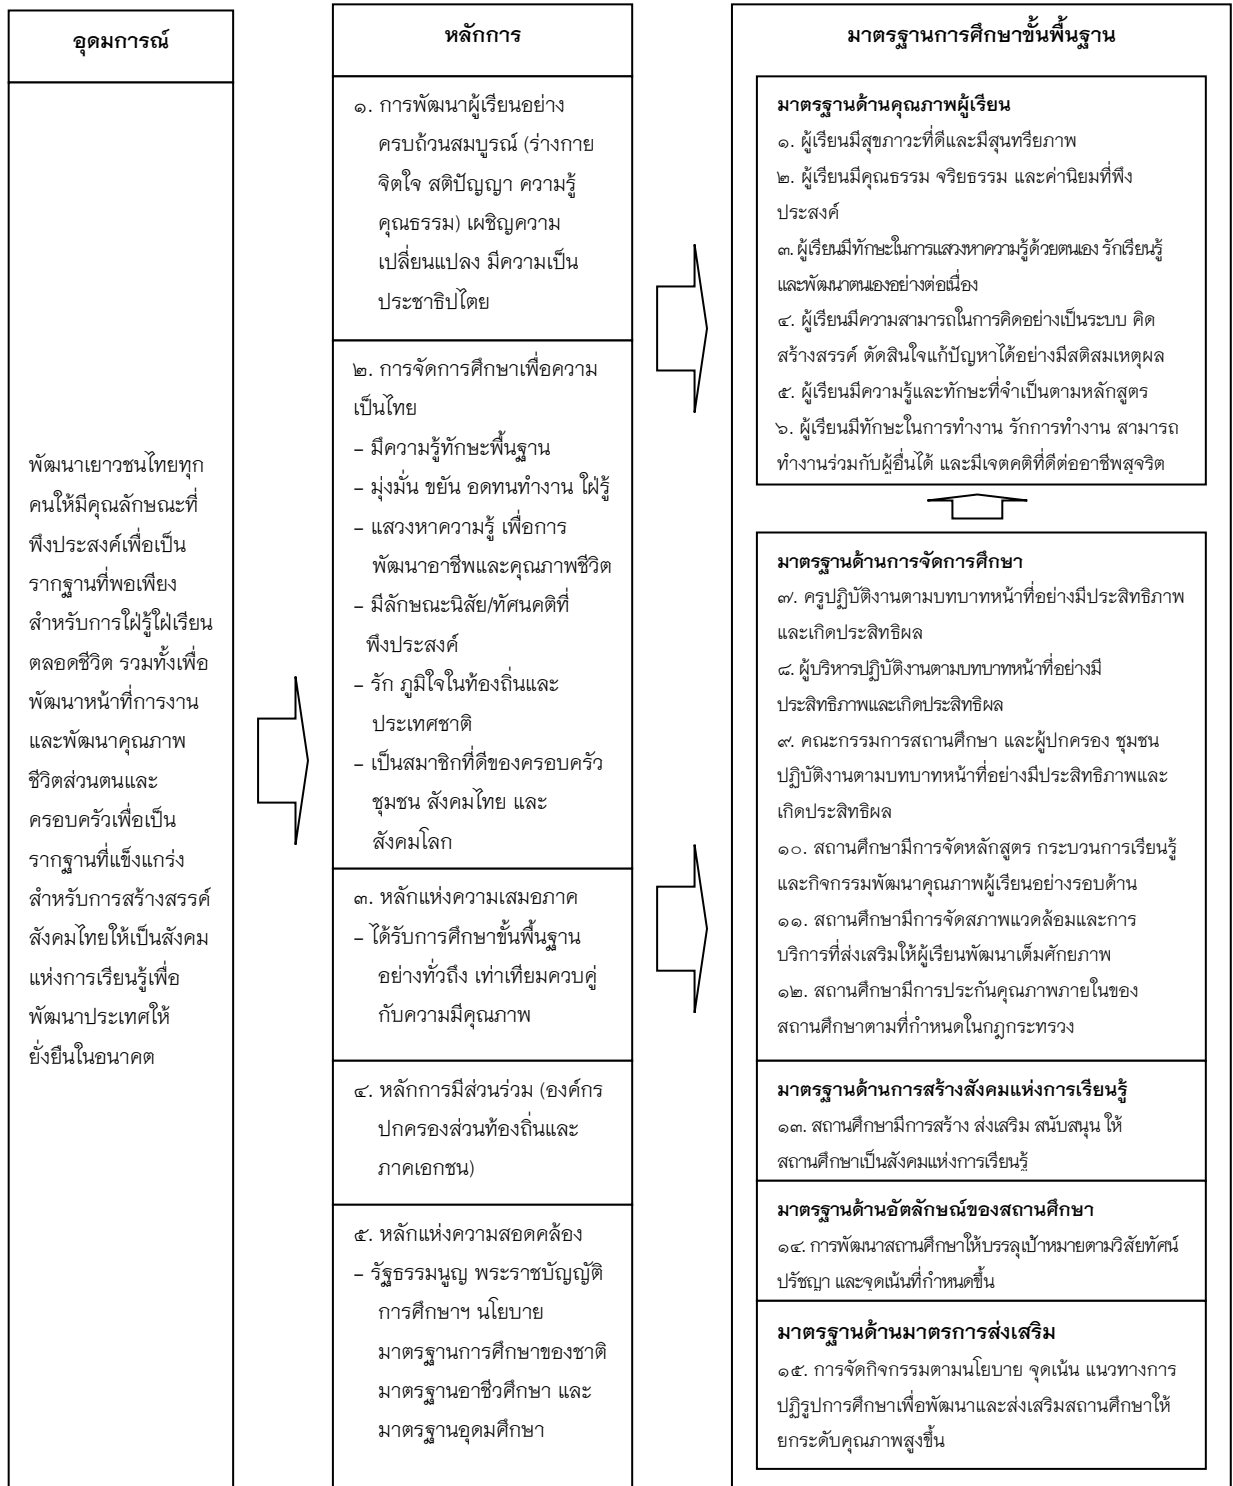 อุดมการณ์
พัฒนาเยาวชนไทยทุก
คนให้มีคุณลักษณะที่
พึงประสงค์เพื่อเป็น
รากฐานที่พอเพียง
สำหรับการใฝ่รู้ใฝ่เรียน
ตลอดชีวิต รวมทั้งเพื่อ
พัฒนาหน้าที่การงาน
และพัฒนาคุณภาพ
ชีวิตส่วนตนและ
ครอบครัวเพื่อเป็น
รากฐานที่แข็งแกร่ง
สำหรับการสร้างสรรค์
สังคมไทยให้เป็นสังคม
แห่งการเรียนรู้เพื่อ
พัฒนาประเทศให้
ยั่งยืนในอนาคต
หลักการ
๑. การพัฒนาผู้เรียนอย่าง
ครบถ้วนสมบูรณ์ (ร่างกาย
จิตใจ สติปัญญา ความรู้
คุณธรรม) เผชิญความ
เปลี่ยนแปลง มีความเป็น
ประชาธิปไตย
๒. การจัดการศึกษาเพื่อความ
เป็นไทย
– มีความรู้ทักษะพื้นฐาน
– มุ่งมั่น ขยัน อดทนทำงาน ใฝ่รู้
– แสวงหาความรู้ เพื่อการ
พัฒนาอาชีพและคุณภาพชีวิต
– มีลักษณะนิสัย/ทัศนคติที่
พึงประสงค์
– รัก ภูมิใจในท้องถิ่นและ
ประเทศชาติ
– เป็นสมาชิกที่ดีของครอบครัว
ชุมชน สังคมไทย และ
สังคมโลก
๓. หลักแห่งความเสมอภาค
– ได้รับการศึกษาขั้นพื้นฐาน
อย่างทั่วถึง เท่าเทียมควบคู่
กับความมีคุณภาพ
๔. หลักการมีส่วนร่วม (องค์กร
ปกครองส่วนท้องถิ่นและ
ภาคเอกชน)
๕. หลักแห่งความสอดคล้อง
– รัฐธรรมนูญ พระราชบัญญัติ
การศึกษาฯ นโยบาย
มาตรฐานการศึกษาของชาติ
มาตรฐานอาชีวศึกษา และ
มาตรฐานอุดมศึกษา
มาตรฐานการศึกษาขั้นพื้นฐาน
มาตรฐานด้านคุณภาพผู้เรียน
๑. ผู้เรียนมีสุขภาวะที่ดีและมีสุนทรียภาพ
๒. ผู้เรียนมีคุณธรรม จริยธรรม และค่านิยมที่พึง
ประสงค์
๓. ผู้เรียนมีทักษะในการแสวงหาความรู้ด้วยตนเอง รักเรียนรู้
และพัฒนาตนเองอย่างต่อเนื่อง
๔. ผู้เรียนมีความสามารถในการคิดอย่างเป็นระบบ คิด
สร้างสรรค์ ตัดสินใจแก้ปัญหาได้อย่างมีสติสมเหตุผล
๕. ผู้เรียนมีความรู้และทักษะที่จำเป็นตามหลักสูตร
๖. ผู้เรียนมีทักษะในการทำงาน รักการทำงาน สามารถ
ทำงานร่วมกับผู้อื่นได้ และมีเจตคติที่ดีต่ออาชีพสุจริต
มาตรฐานด้านการจัดการศึกษา
๗. ครูปฏิบัติงานตามบทบาทหน้าที่อย่างมีประสิทธิภาพ
และเกิดประสิทธิผล
๘. ผู้บริหารปฏิบัติงานตามบทบาทหน้าที่อย่างมี
ประสิทธิภาพและเกิดประสิทธิผล
๙. คณะกรรมการสถานศึกษา และผู้ปกครอง ชุมชน
ปฏิบัติงานตามบทบาทหน้าที่อย่างมีประสิทธิภาพและ
เกิดประสิทธิผล
๑๐. สถานศึกษามีการจัดหลักสูตร กระบวนการเรียนรู้
และกิจกรรมพัฒนาคุณภาพผู้เรียนอย่างรอบด้าน
๑๑. สถานศึกษามีการจัดสภาพแวดล้อมและการ
บริการที่ส่งเสริมให้ผู้เรียนพัฒนาเต็มศักยภาพ
๑๒. สถานศึกษามีการประกันคุณภาพภายในของ
สถานศึกษาตามที่กำหนดในกฎกระทรวง
มาตรฐานด้านการสร้างสังคมแห่งการเรียนรู้
๑๓. สถานศึกษามีการสร้าง ส่งเสริม สนับสนุน ให้
สถานศึกษาเป็นสังคมแห่งการเรียนรู้
มาตรฐานด้านอัตลักษณ์ของสถานศึกษา
๑๔. การพัฒนาสถานศึกษาให้บรรลุเป้าหมายตามวิสัยทัศน์
ปรัชญา และจุดเน้นที่กำหนดขึ้น
มาตรฐานด้านมาตรการส่งเสริม
๑๕. การจัดกิจกรรมตามนโยบาย จุดเน้น แนวทางการ
ปฏิรูปการศึกษาเพื่อพัฒนาและส่งเสริมสถานศึกษาให้
ยกระดับคุณภาพสูงขึ้น